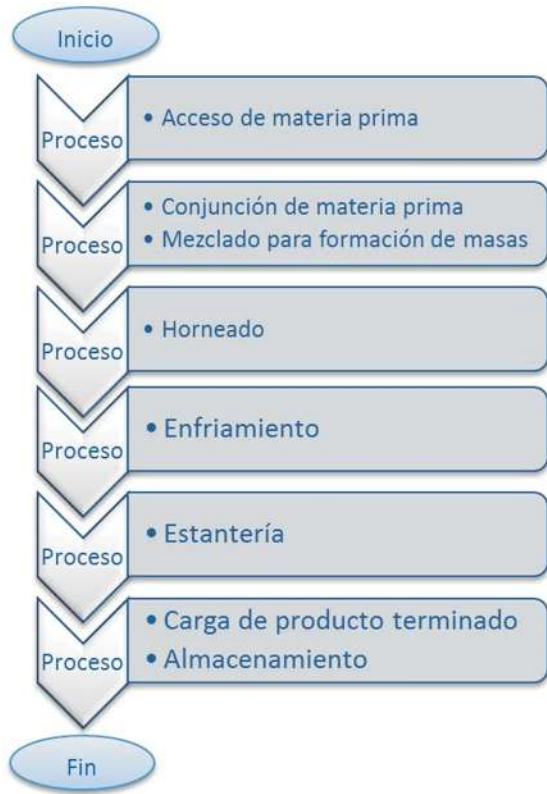 Inicio
Proceso
• Acceso de materia prima
Proceso
• Conjunción de materia prima
• Mezclado para formación de masas
Proceso
• Horneado
Proceso
• Enfriamiento
Proceso
• Estantería
Proceso
• Carga de producto terminado
• Almacenamiento
Fin